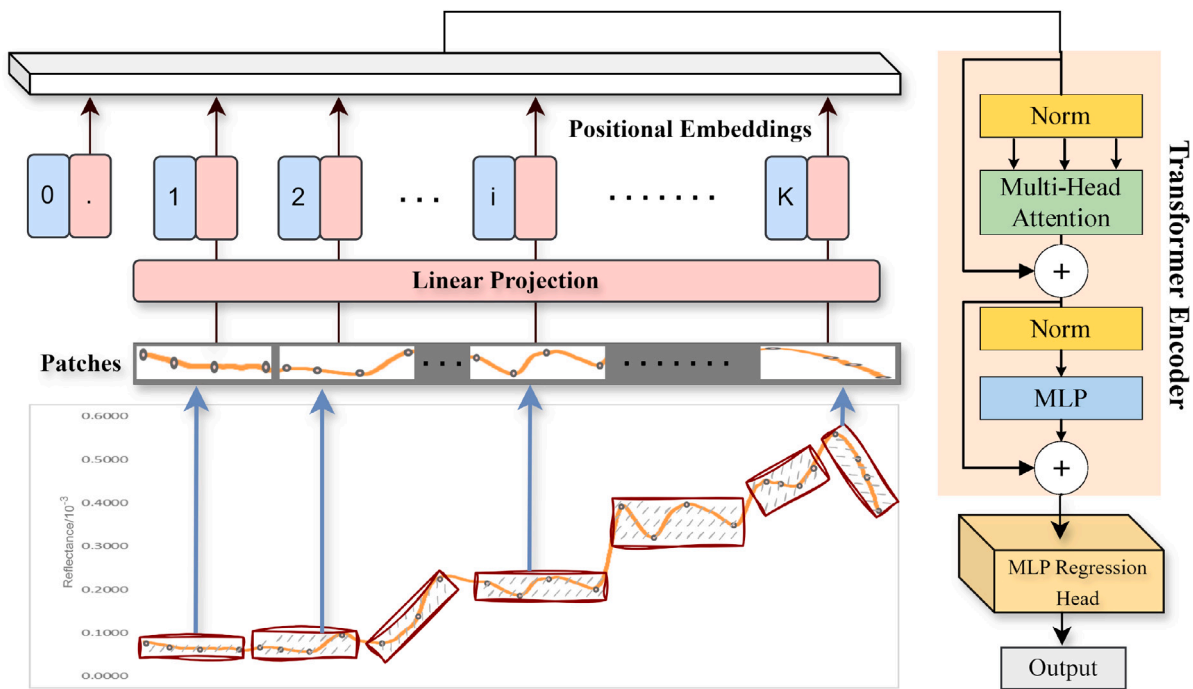 Positional Embeddings
0 .
1
2
...
i
.......
K
Linear Projection
Patches
...
.......
0.6000
0.5000
0.4000
0.3000
0.2000
0.1000
0.0000
Reflectance/10-3
Transformer Encoder
Norm
Multi-Head
Attention
+
Norm
MLP
+
MLP Regression
Head
Output